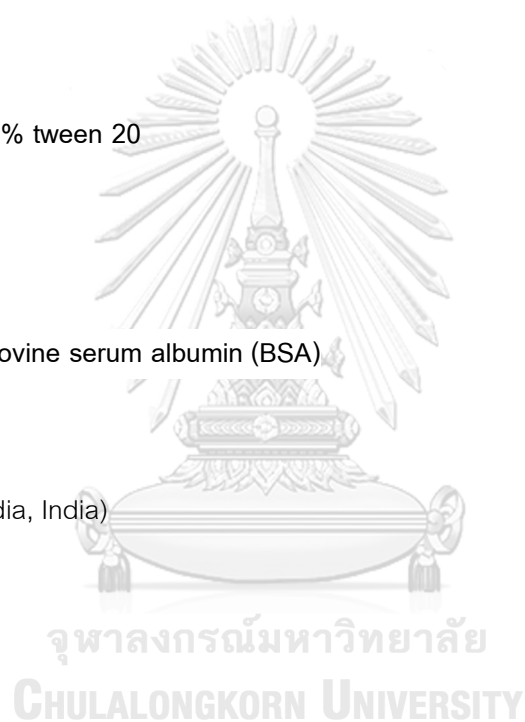 % tween 20
ovine serum albumin (BSA)
dia, India)
จุฬาลงกรณ์มหาวิทยาลัย
CHULALONGKORN UNIVERSITY